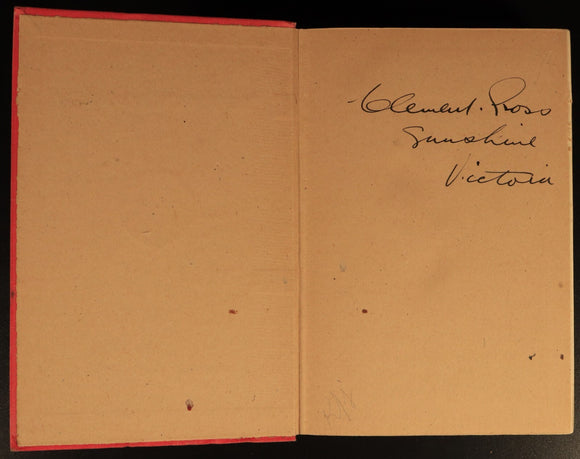 Clement. Ross
Sunshine
Victoria